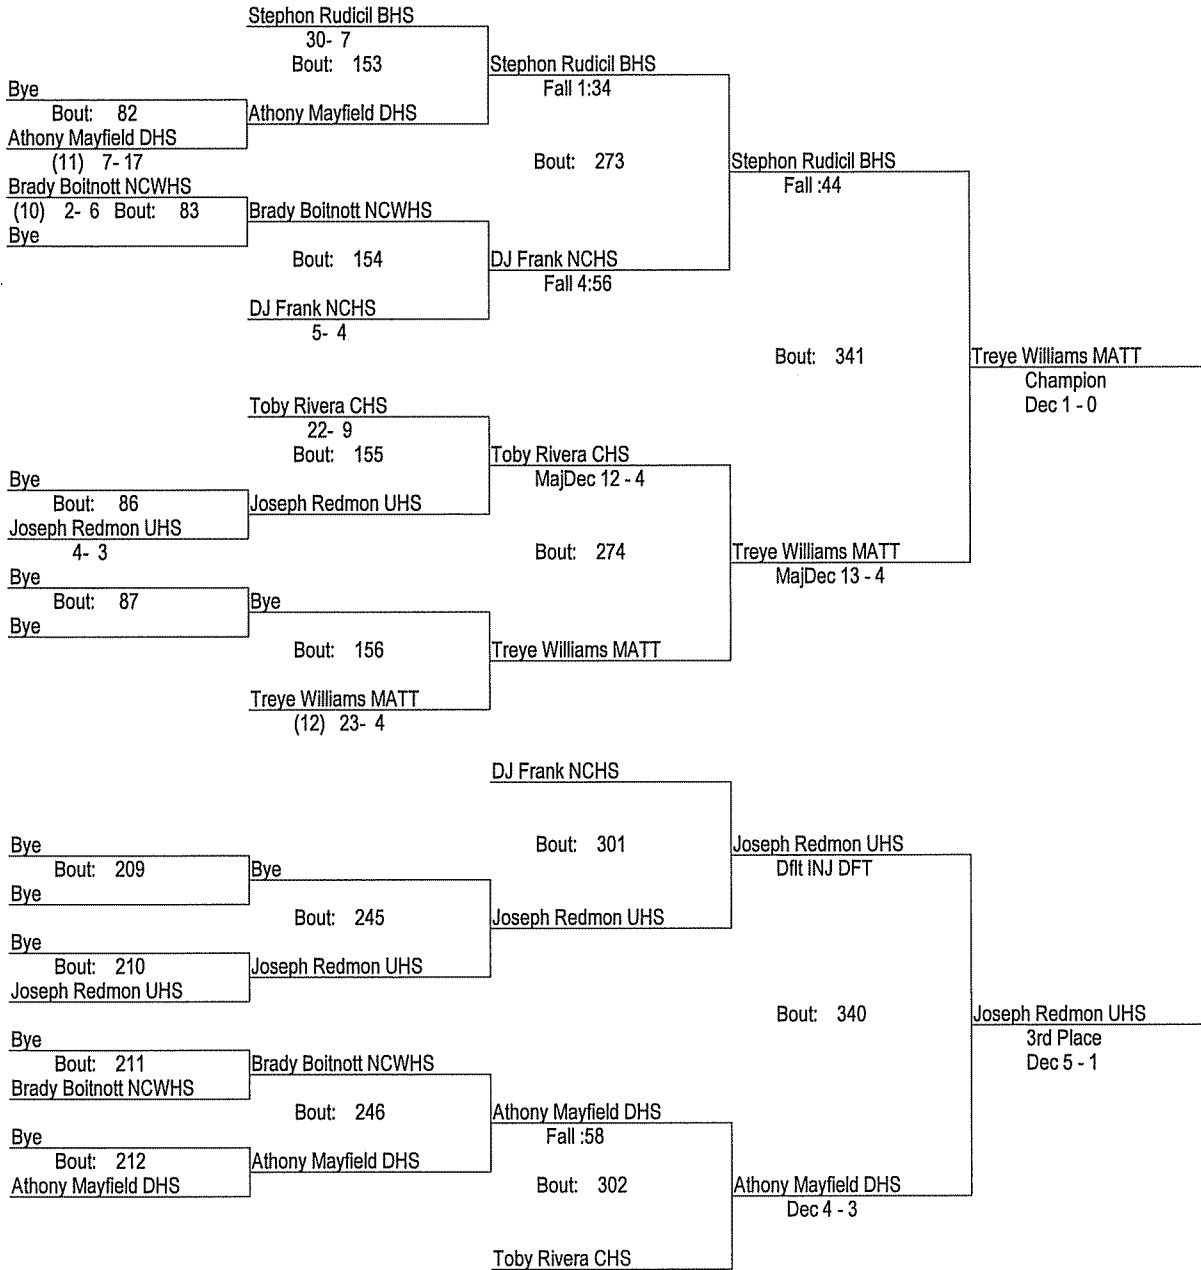 Stephon Rudicil BHS
30- 7
Bout: 153
Stephon Rudicil BHS
Fall 1:34
Bye
Bout: 82
Athony Mayfield DHS
Athony Mayfield DHS
(11) 7- 17
Bout: 273
Stephon Rudicil BHS
Fall :44
Brady Boitnott NCWHS
(10) 2- 6 Bout: 83
Brady Boitnott NCWHS
Bye
Bout: 154
DJ Frank NCHS
Fall 4:56
DJ Frank NCHS
5- 4
Bout: 341
Treye Williams MATT
Champion
Dec 1 - 0
Toby Rivera CHS
22- 9
Bout: 155
Toby Rivera CHS
MajDec 12 - 4
Bye
Bout: 86
Joseph Redmon UHS
Joseph Redmon UHS
4- 3
Bout: 274
Treye Williams MATT
MajDec 13 - 4
Bye
Bout: 87
Bye
Bye
Bout: 156
Treye Williams MATT
Treye Williams MATT
(12) 23- 4
DJ Frank NCHS
Bout: 301
Joseph Redmon UHS
Dflt INJ DFT
Bye
Bout: 209
Bye
Bye
Bout: 245
Joseph Redmon UHS
Bye
Bout: 210
Joseph Redmon UHS
Joseph Redmon UHS
Bout: 340
Joseph Redmon UHS
3rd Place
Dec 5 - 1
Bye
Bout: 211
Brady Boitnott NCWHS
Brady Boitnott NCWHS
Bout: 246
Athony Mayfield DHS
Fall :58
Bye
Bout: 212
Athony Mayfield DHS
Athony Mayfield DHS
Bout: 302
Athony Mayfield DHS
Dec 4 - 3
Toby Rivera CHS